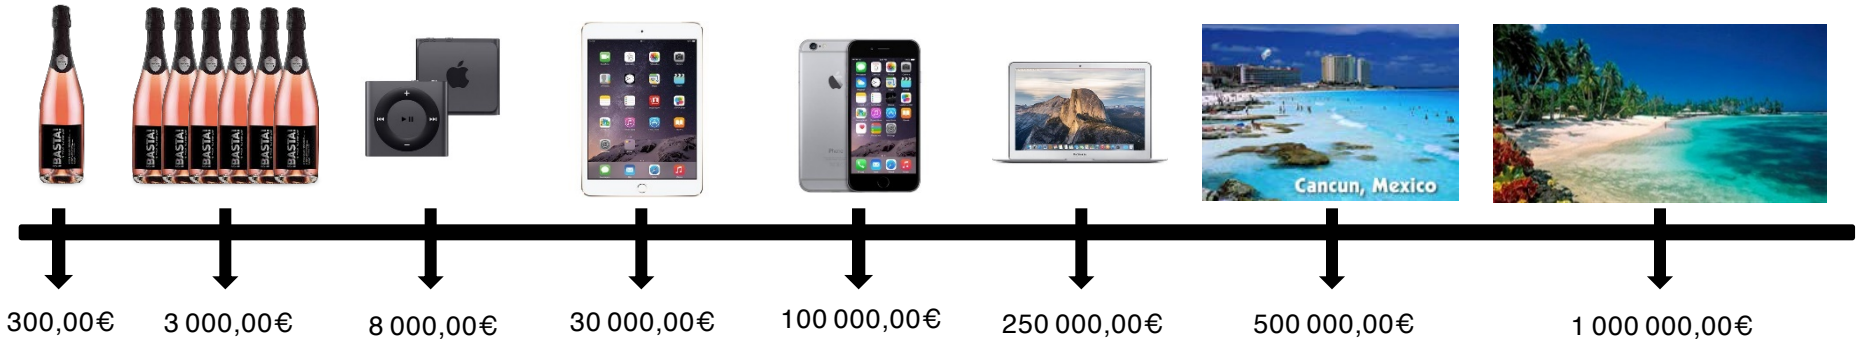 BASTA!
BASTA!
BASTA!
BASTA!
BASTA!
BASTA!
BASTA!
Cancun, Mexico
300,00€
3 000,00€
8 000,00€
30 000,00€
100 000,00€
250 000,00€
500 000,00€
1 000 000,00€